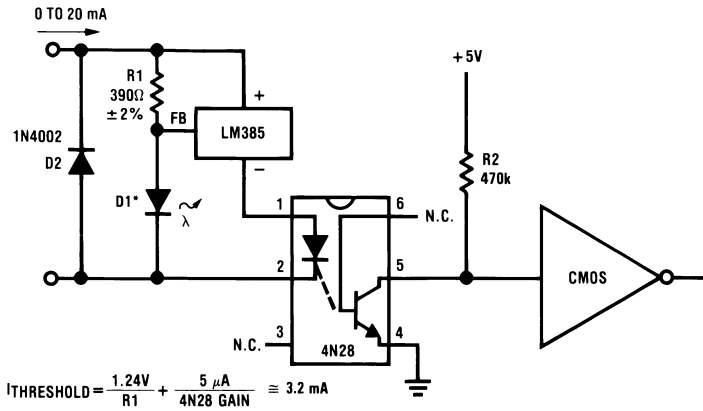 0 TO 20 mA
+5V
R1
390Ω
±2%
FB
+
LM385
−
1N4002
D2
R2
470k
D1*
λ
1
6
N.C.
2
5
CMOS
3
N.C.
4
4N28
ITHRESHOLD = 1.24V / R1 + 5 μA / 4N28 GAIN ≅ 3.2 mA